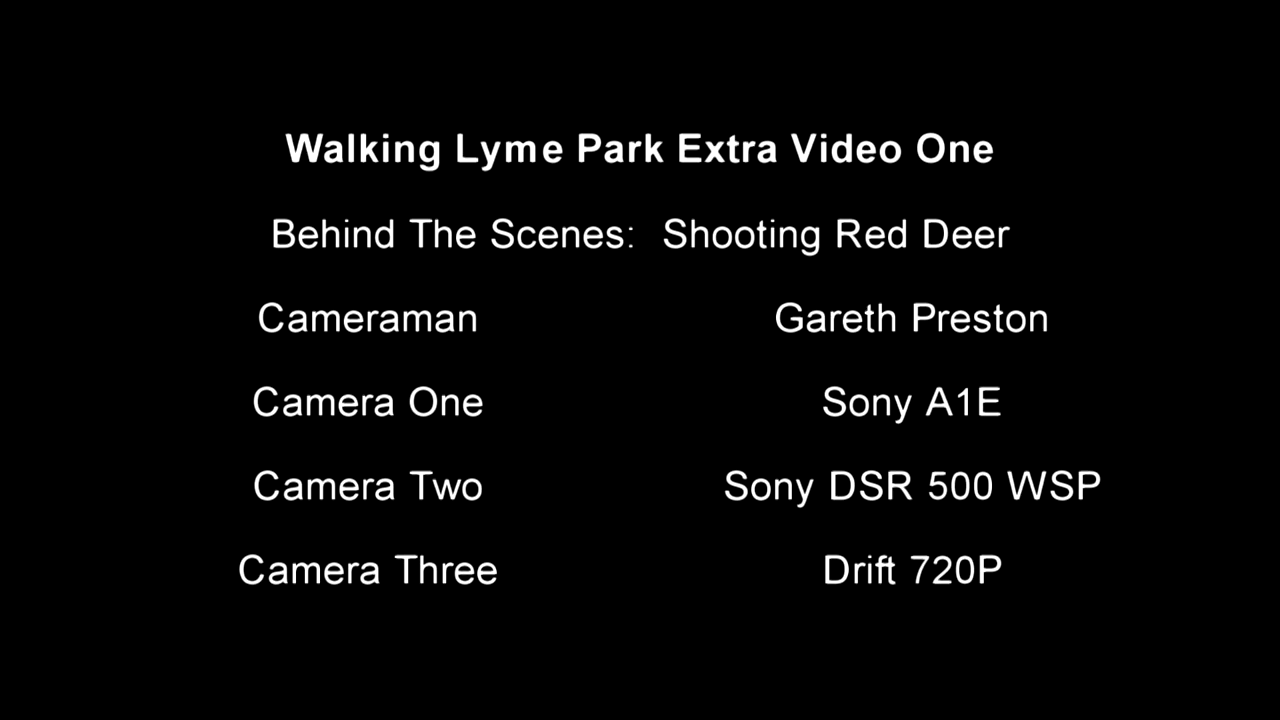 Walking Lyme Park Extra Video One
Behind The Scenes: Shooting Red Deer
Cameraman Gareth Preston
Camera One Sony A1E
Camera Two Sony DSR 500 WSP
Camera Three Drift 720P